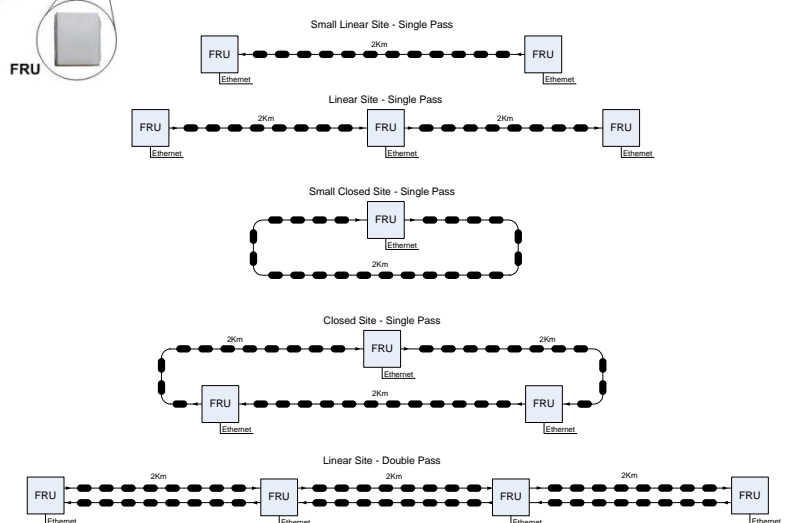 FRU
Small Linear Site - Single Pass
2Km
FRU
FRU
Ethernet
Ethernet
Linear Site - Single Pass
2Km
2Km
FRU
FRU
FRU
Ethernet
Ethernet
Ethernet
Small Closed Site - Single Pass
FRU
Ethernet
2Km
Closed Site - Single Pass
2Km
2Km
FRU
Ethernet
2Km
FRU
FRU
Ethernet
Ethernet
Linear Site - Double Pass
2Km
2Km
2Km
FRU
FRU
FRU
FRU
Ethernet
Ethernet
Ethernet
Ethernet